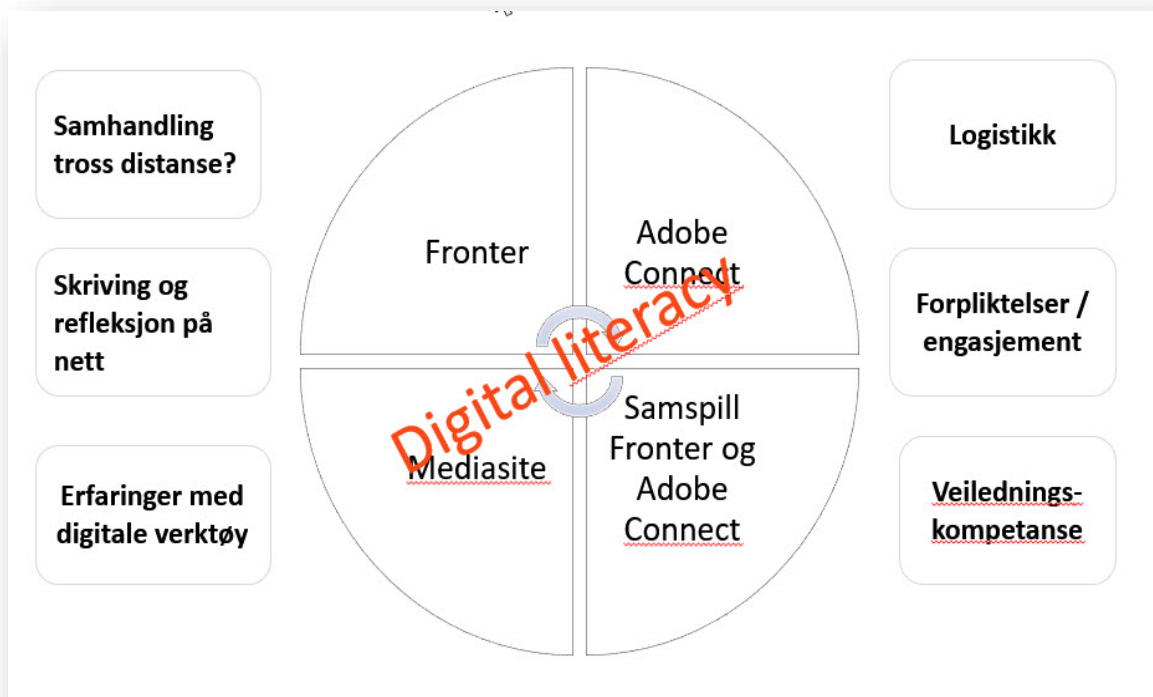 Samhandling
tross distanse?
Skriving og
refleksjon på
nett
Erfaringer med
digitale verktøy
Fronter
Adobe
Connect
Digital literacy
Mediasite
Samspill
Fronter og
Adobe
Connect
Logistikk
Forpliktelser /
engasjement
Veilednings-
kompetanse